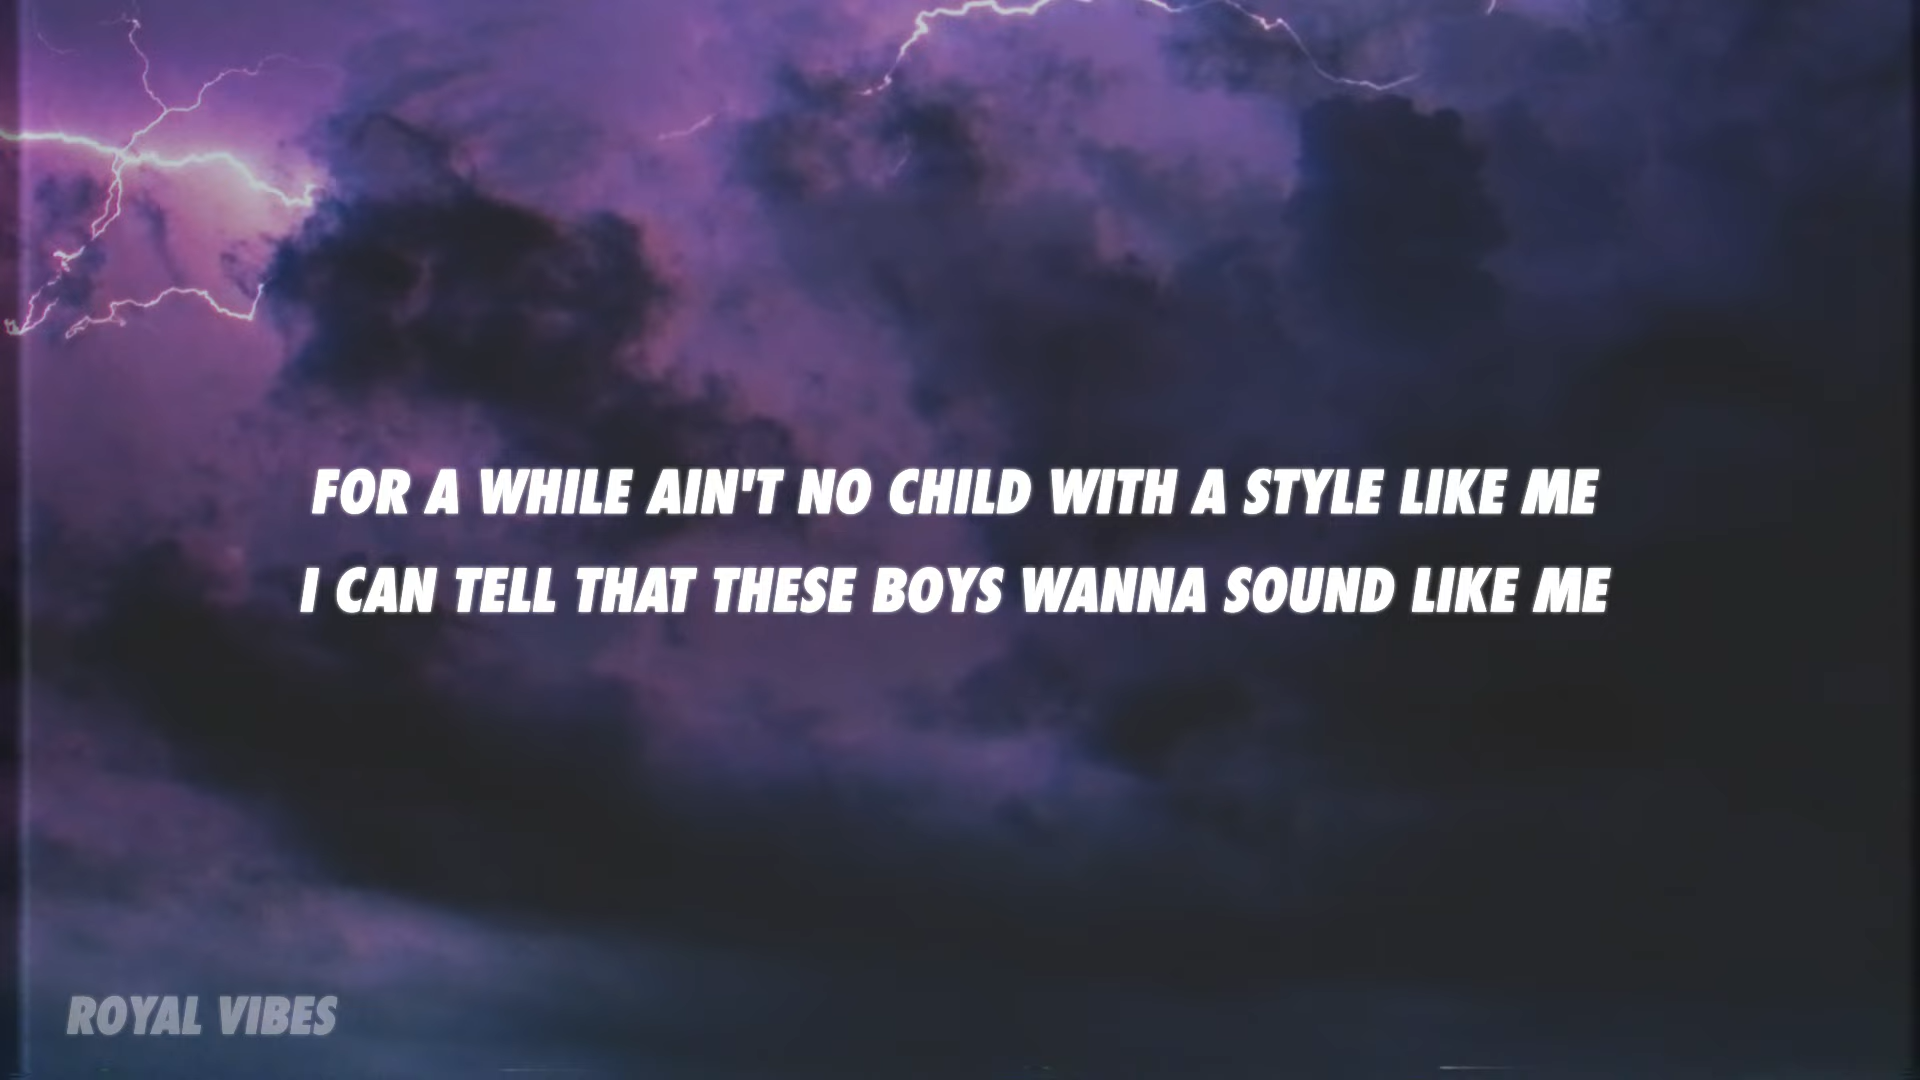 FOR A WHILE AIN'T NO CHILD WITH A STYLE LIKE ME
I CAN TELL THAT THESE BOYS WANNA SOUND LIKE ME
ROYAL VIBES